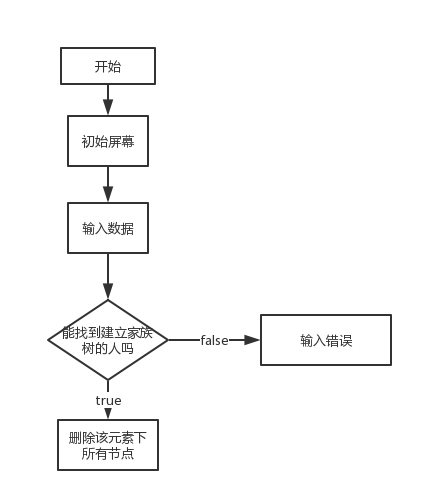 开始
初始屏幕
输入数据
能找到建立家族
树的人吗
false
输入错误
true
删除该元素下
所有节点